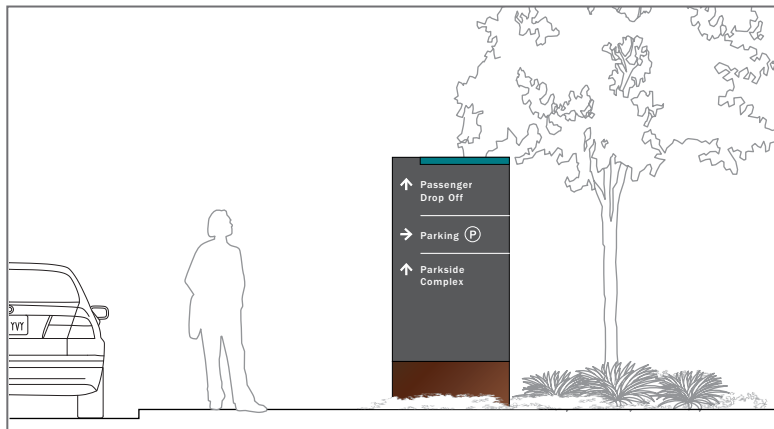 Passenger
Drop Off
Parking P
Parkside
Complex
YVY